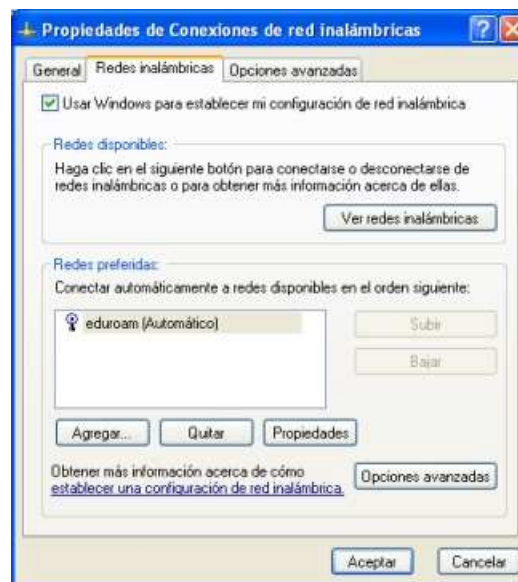 Propiedades de Conexiones de red inalámbricas
General
Redes inalámbricas
Opciones avanzadas
Usar Windows para establecer mi configuración de red inalámbrica
Redes disponibles:
Haga clic en el siguiente botón para conectarse o desconectarse de
redes inalámbricas o para obtener más información acerca de ellas.
Ver redes inalámbricas
Redes preferidas:
Conectar automáticamente a redes disponibles en el orden siguiente:
eduroam (Automático)
Subir
Bajar
Agregar...
Quitar
Propiedades
Obtener más información acerca de cómo
establecer una configuración de red inalámbrica.
Opciones avanzadas
Aceptar
Cancelar